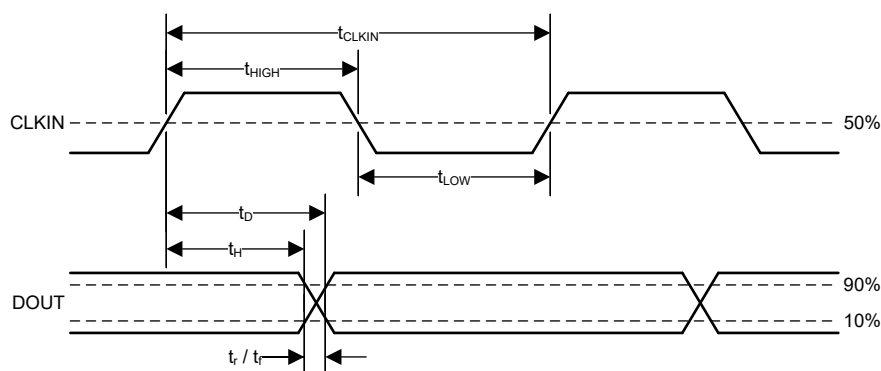 tCLKIN
tHIGH
CLKIN
50%
tLOW
tD
tH
90%
DOUT
10%
tr / tf